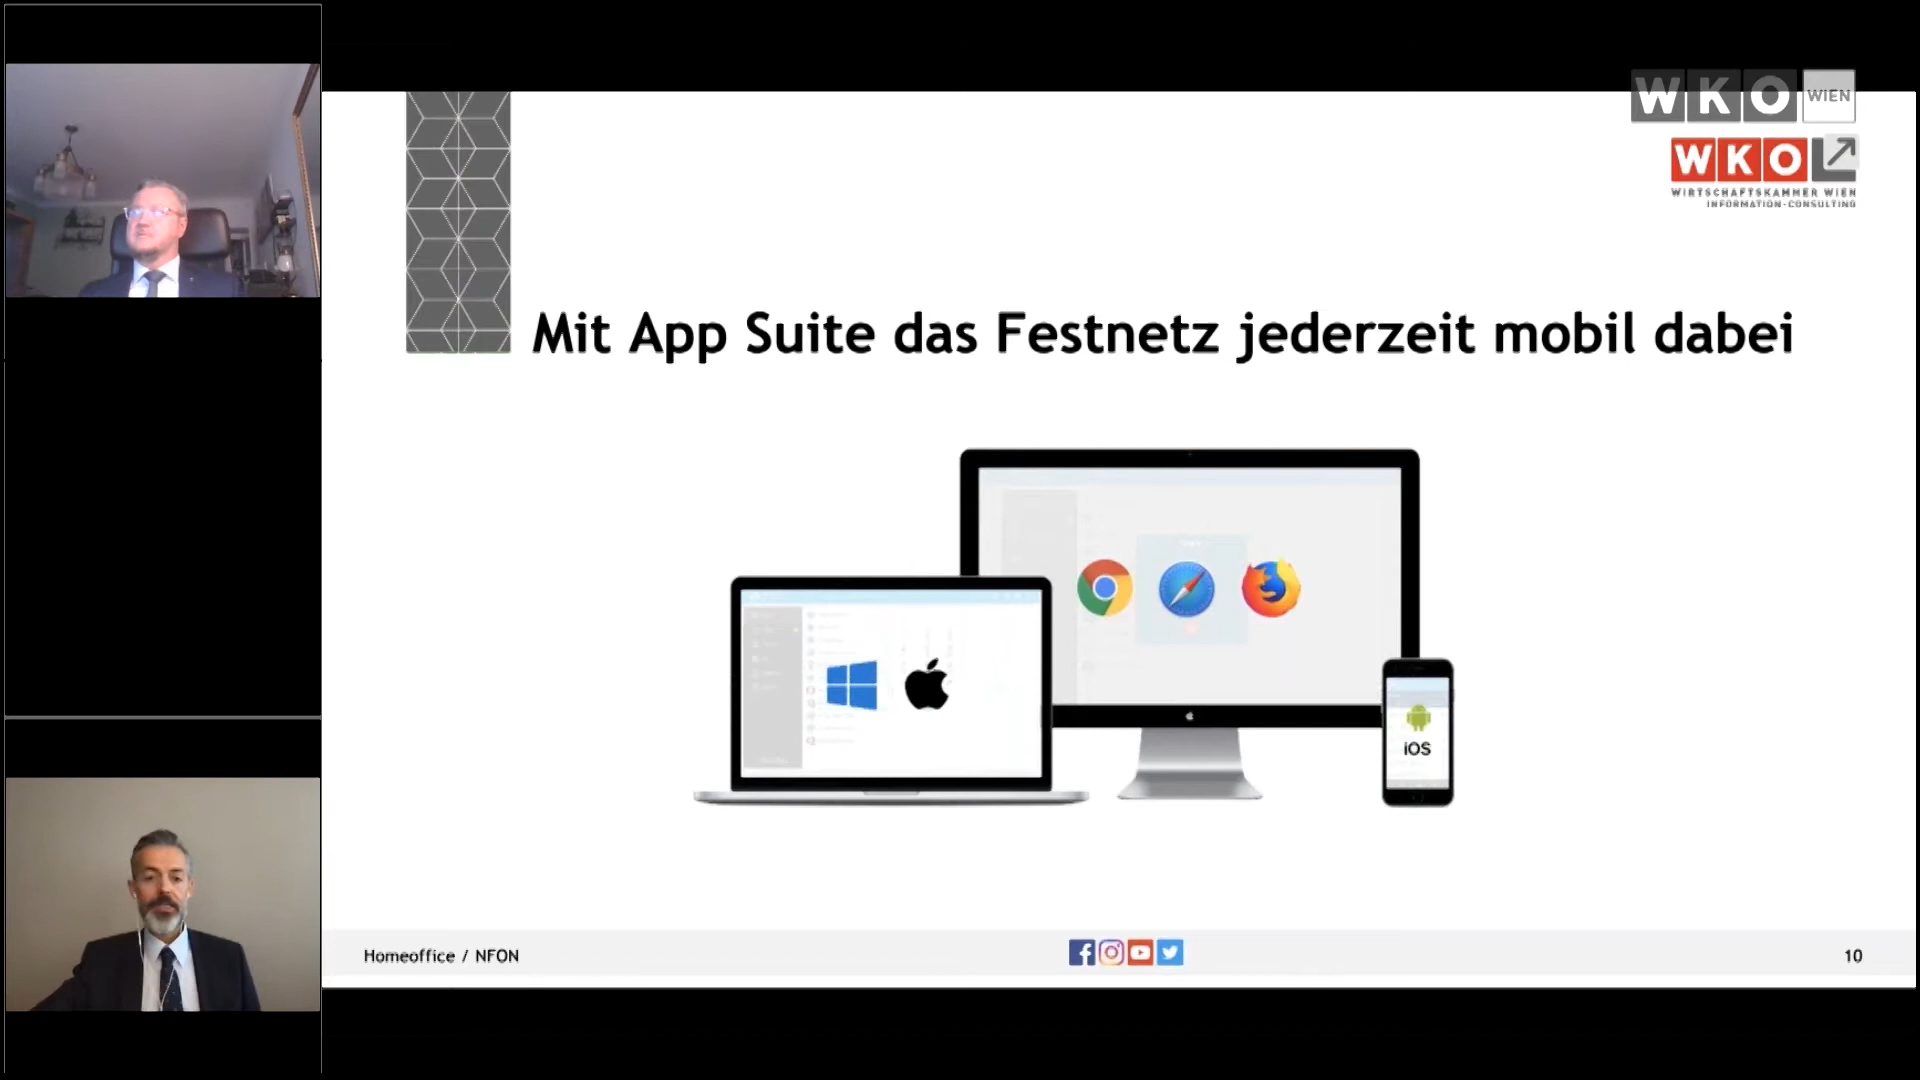 WKO WIEN
WKO
WIRTSCHAFTSKAMMER WIEN
INFORMATION-CONSULTING
Mit App Suite das Festnetz jederzeit mobil dabei
iOS
Homeoffice / NFON
10